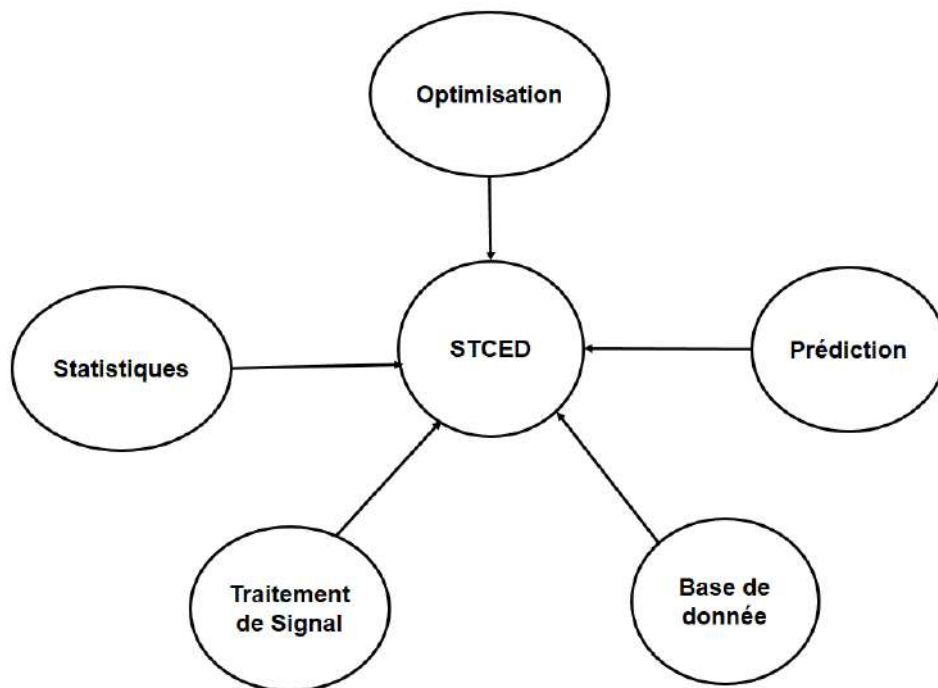 Optimisation
STCED
Prédiction
Statistiques
Traitement
de Signal
Base de
donnée